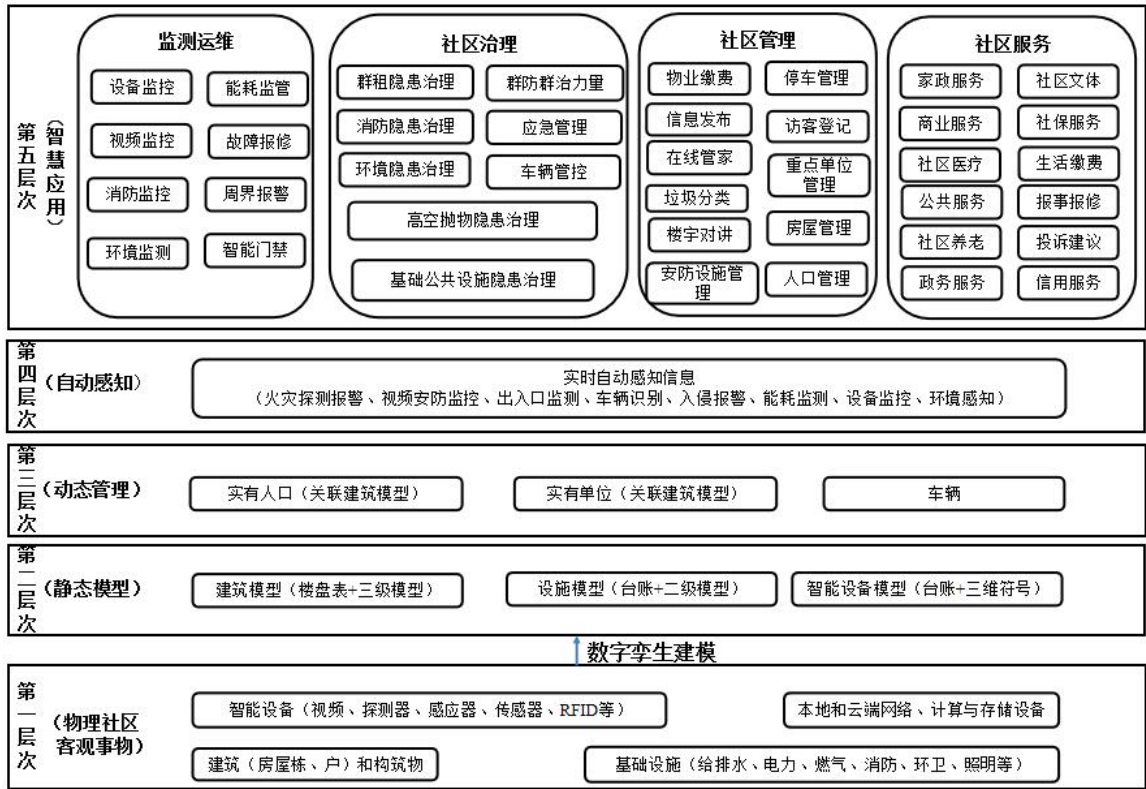 第五层次
（智慧应用）
监测运维
设备监控
能耗监管
视频监控
故障报修
消防监控
周界报警
环境监测
智能门禁
社区治理
群租隐患治理
群防群治力量
消防隐患治理
应急管理
环境隐患治理
车辆管控
高空抛物隐患治理
基础公共设施隐患治理
社区管理
物业缴费
停车管理
信息发布
访客登记
在线管家
重点单位
管理
垃圾分类
楼宇对讲
房屋管理
安防设施管
理
人口管理
社区服务
家政服务
社区文体
商业服务
社保服务
社区医疗
生活缴费
公共服务
报事报修
社区养老
投诉建议
政务服务
信用服务
第四层次
（自动感知）
实时自动感知信息
（火灾探测报警、视频安防监控、出入口监测、车辆识别、入侵报警、能耗监测、设备监控、环境感知）
第三层次
（动态管理）
实有人口（关联建筑模型）
实有单位（关联建筑模型）
车辆
第二层次
（静态模型）
建筑模型（楼盘表+三级模型）
设施模型（台账+二级模型）
智能设备模型（台账+三维符号）
数字孪生建模
第一层次
（物理社区
客观事物）
智能设备（视频、探测器、感应器、传感器、RFID等）
本地和云端网络、计算与存储设备
建筑（房屋栋、户）和构筑物
基础设施（给排水、电力、燃气、消防、环卫、照明等）